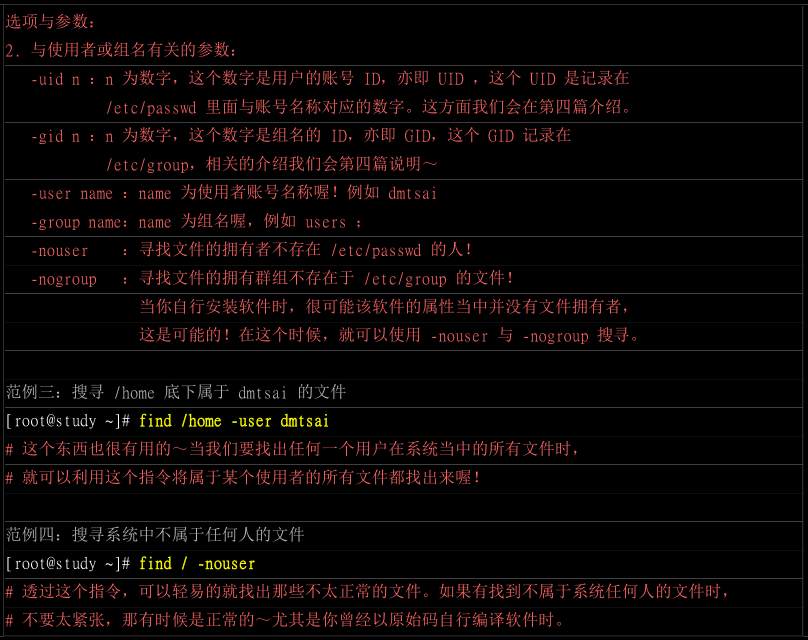 选项与参数：
2. 与使用者或组名有关的参数：
-uid n ：n 为数字，这个数字是用户的账号 ID，亦即 UID ，这个 UID 是记录在
/etc/passwd 里面与账号名称对应的数字。这方面我们会在第四篇介绍。
-gid n ：n 为数字，这个数字是组名的 ID，亦即 GID，这个 GID 记录在
/etc/group，相关的介绍我们会第四篇说明～
-user name ：name 为使用者账号名称喔！例如 dmtsai
-group name：name 为组名喔，例如 users ；
-nouser ：寻找文件的拥有者不存在 /etc/passwd 的人！
-nogroup ：寻找文件的拥有群组不存在于 /etc/group 的文件！
当你自行安装软件时，很可能该软件的属性当中并没有文件拥有者，
这是可能的！在这个时候，就可以使用 -nouser 与 -nogroup 搜寻。
范例三：搜寻 /home 底下属于 dmtsai 的文件
[root@study ~]# find /home -user dmtsai
# 这个东西也很有用的～当我们要找出任何一个用户在系统当中的所有文件时，
# 就可以利用这个指令将属于某个使用者的所有文件都找出来喔！
范例四：搜寻系统中不属于任何人的文件
[root@study ~]# find / -nouser
# 透过这个指令，可以轻易的就找出那些不太正常的文件。如果有找到不属于系统任何人的文件时，
# 不要太紧张，那有时候是正常的～尤其是你曾经以原始码自行编译软件时。